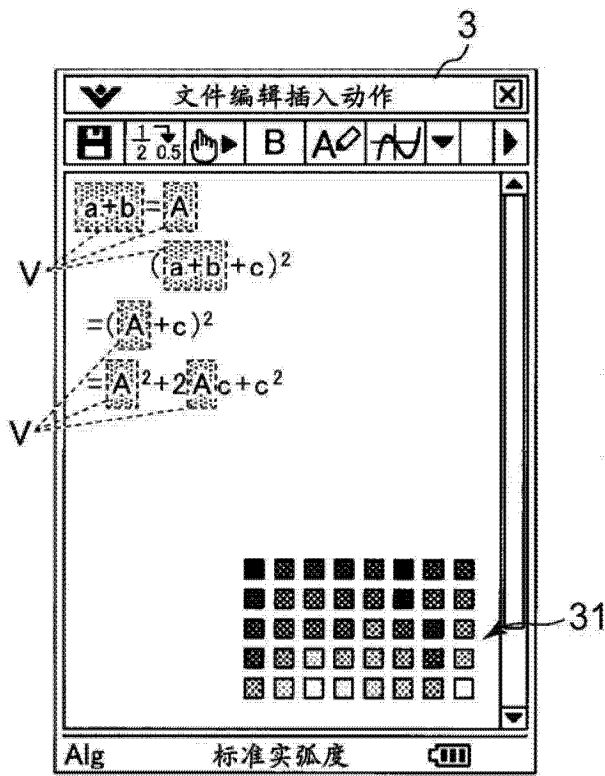 3
文件编辑插入动作
1/2 0.5 B A
a+b=A
V
(a+b+c)²
=(A+c)²
=A²+2Ac+c²
V
31
Alg 标准实弧度